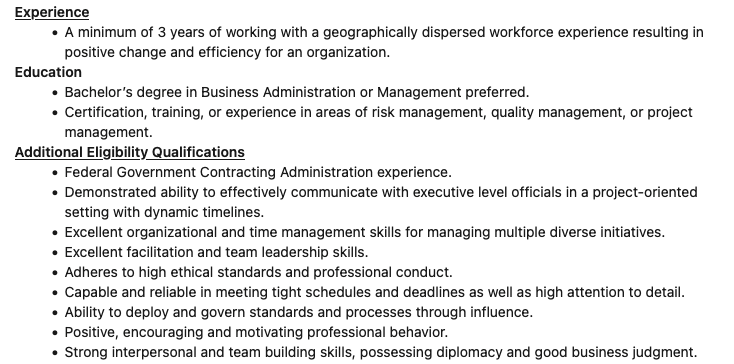 Experience
• A minimum of 3 years of working with a geographically dispersed workforce experience resulting in
positive change and efficiency for an organization.
Education
• Bachelor's degree in Business Administration or Management preferred.
• Certification, training, or experience in areas of risk management, quality management, or project
management.
Additional Eligibility Qualifications
• Federal Government Contracting Administration experience.
• Demonstrated ability to effectively communicate with executive level officials in a project-oriented
setting with dynamic timelines.
• Excellent organizational and time management skills for managing multiple diverse initiatives.
• Excellent facilitation and team leadership skills.
• Adheres to high ethical standards and professional conduct.
• Capable and reliable in meeting tight schedules and deadlines as well as high attention to detail.
• Ability to deploy and govern standards and processes through influence.
• Positive, encouraging and motivating professional behavior.
• Strong interpersonal and team building skills, possessing diplomacy and good business judgment.